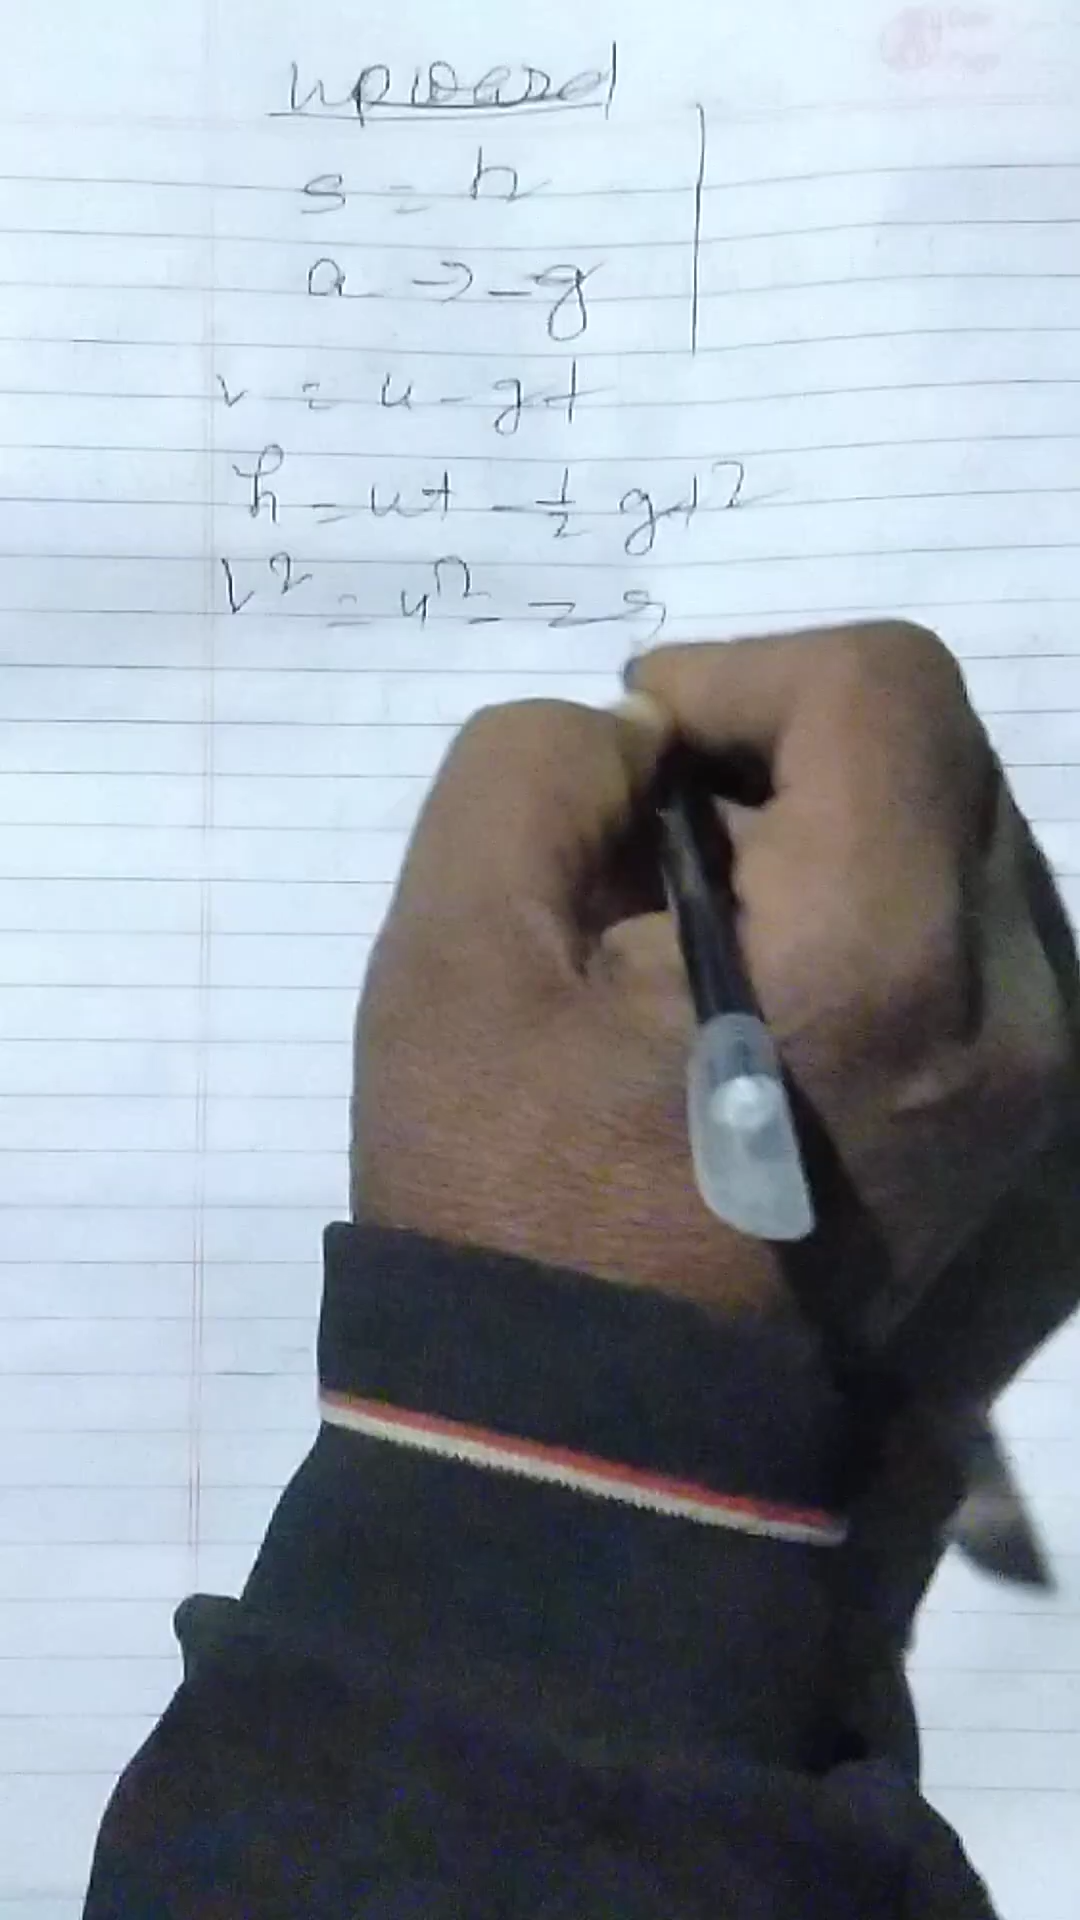 upward
s = h
a → -g
v = u - gt
h = ut - 1/2 gt2
V2 = u2 - 2g